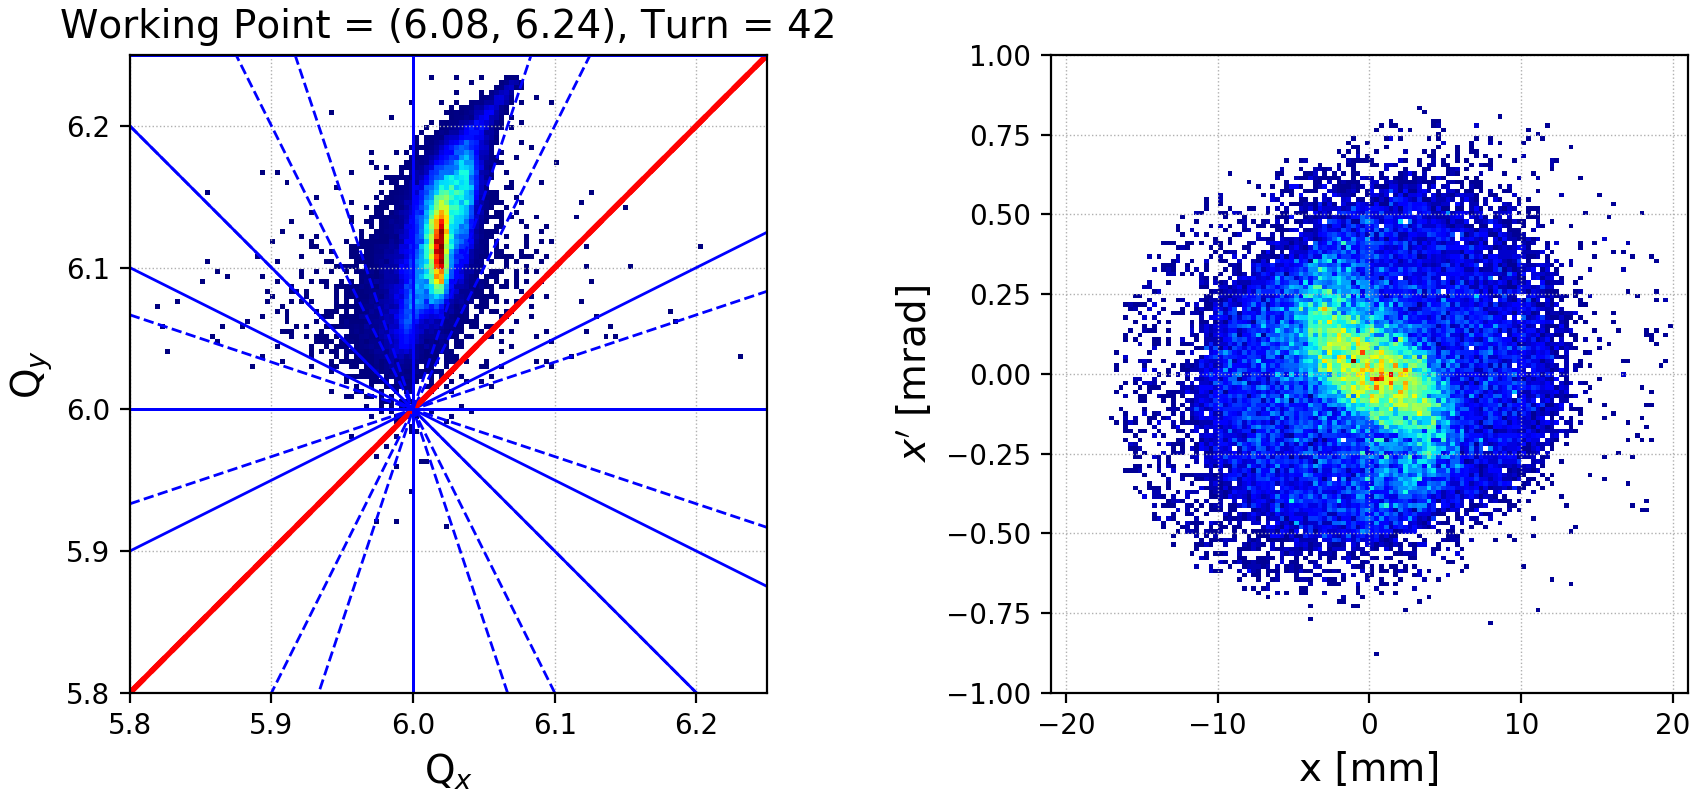 Working Point = (6.08, 6.24), Turn = 42
6.2
6.1
6.0
5.9
5.8
5.8 5.9 6.0 6.1 6.2
Qy
Qx
1.00
0.75
0.50
0.25
0.00
−0.25
−0.50
−0.75
−1.00
−20 −10 0 10 20
x′ [mrad]
x [mm]